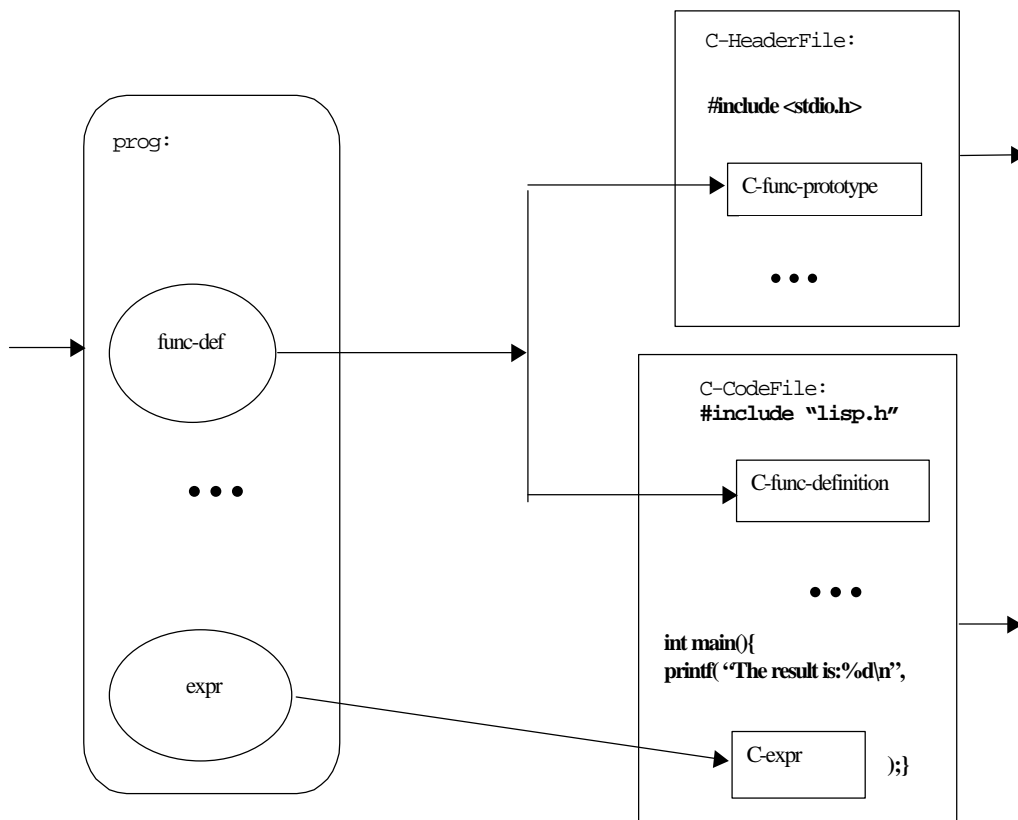 prog:
func-def
•••
expr
C-HeaderFile:
#include <stdio.h>
C-func-prototype
•••
C-CodeFile:
#include “lisp.h”
C-func-definition
•••
int main(){
printf( “The result is:%d\n”,
C-expr );}